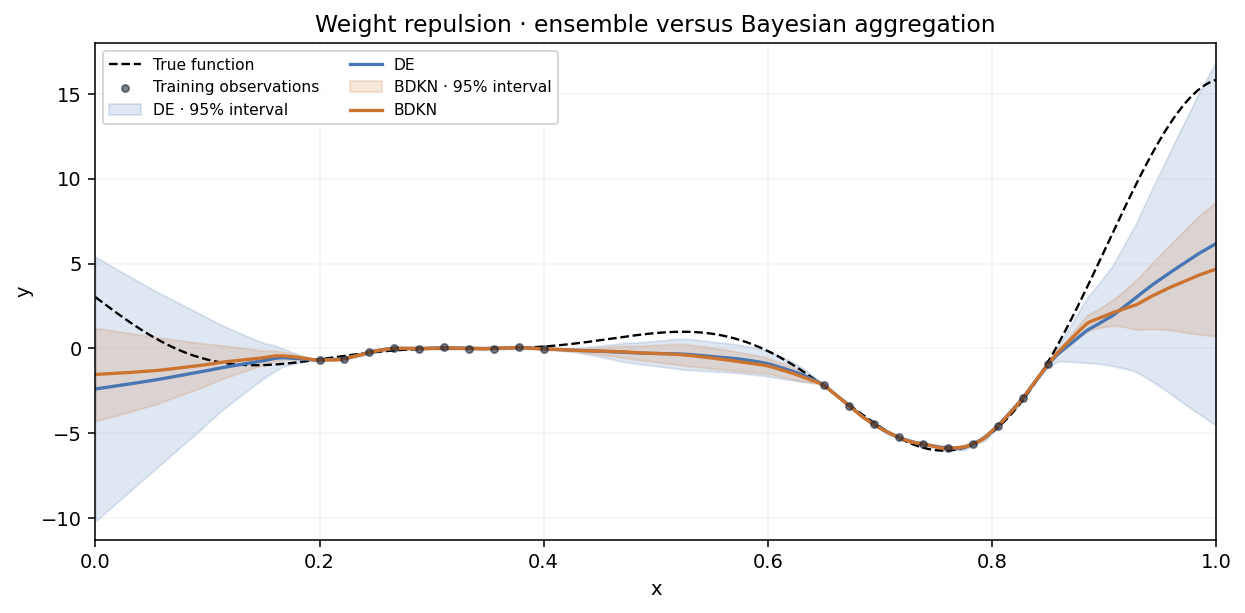 Weight repulsion · ensemble versus Bayesian aggregation
True function
Training observations
DE · 95% interval
DE
BDKN · 95% interval
BDKN
15
10
5
0
−5
−10
y
0.0 0.2 0.4 0.6 0.8 1.0
x